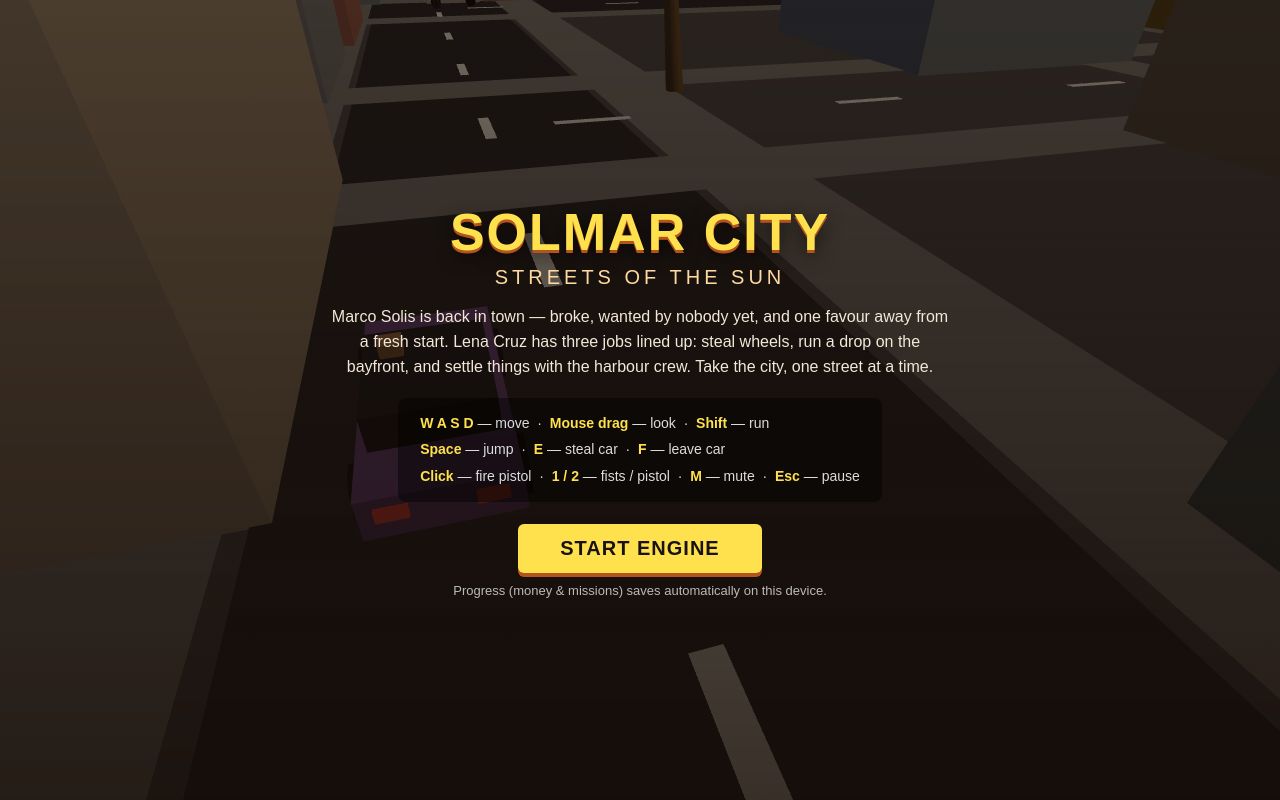 SOLMAR CITY
STREETS OF THE SUN
Marco Solis is back in town — broke, wanted by nobody yet, and one favour away from
a fresh start. Lena Cruz has three jobs lined up: steal wheels, run a drop on the
bayfront, and settle things with the harbour crew. Take the city, one street at a time.
W A S D — move · Mouse drag — look · Shift — run
Space — jump · E — steal car · F — leave car
Click — fire pistol · 1 / 2 — fists / pistol · M — mute · Esc — pause
START ENGINE
Progress (money & missions) saves automatically on this device.